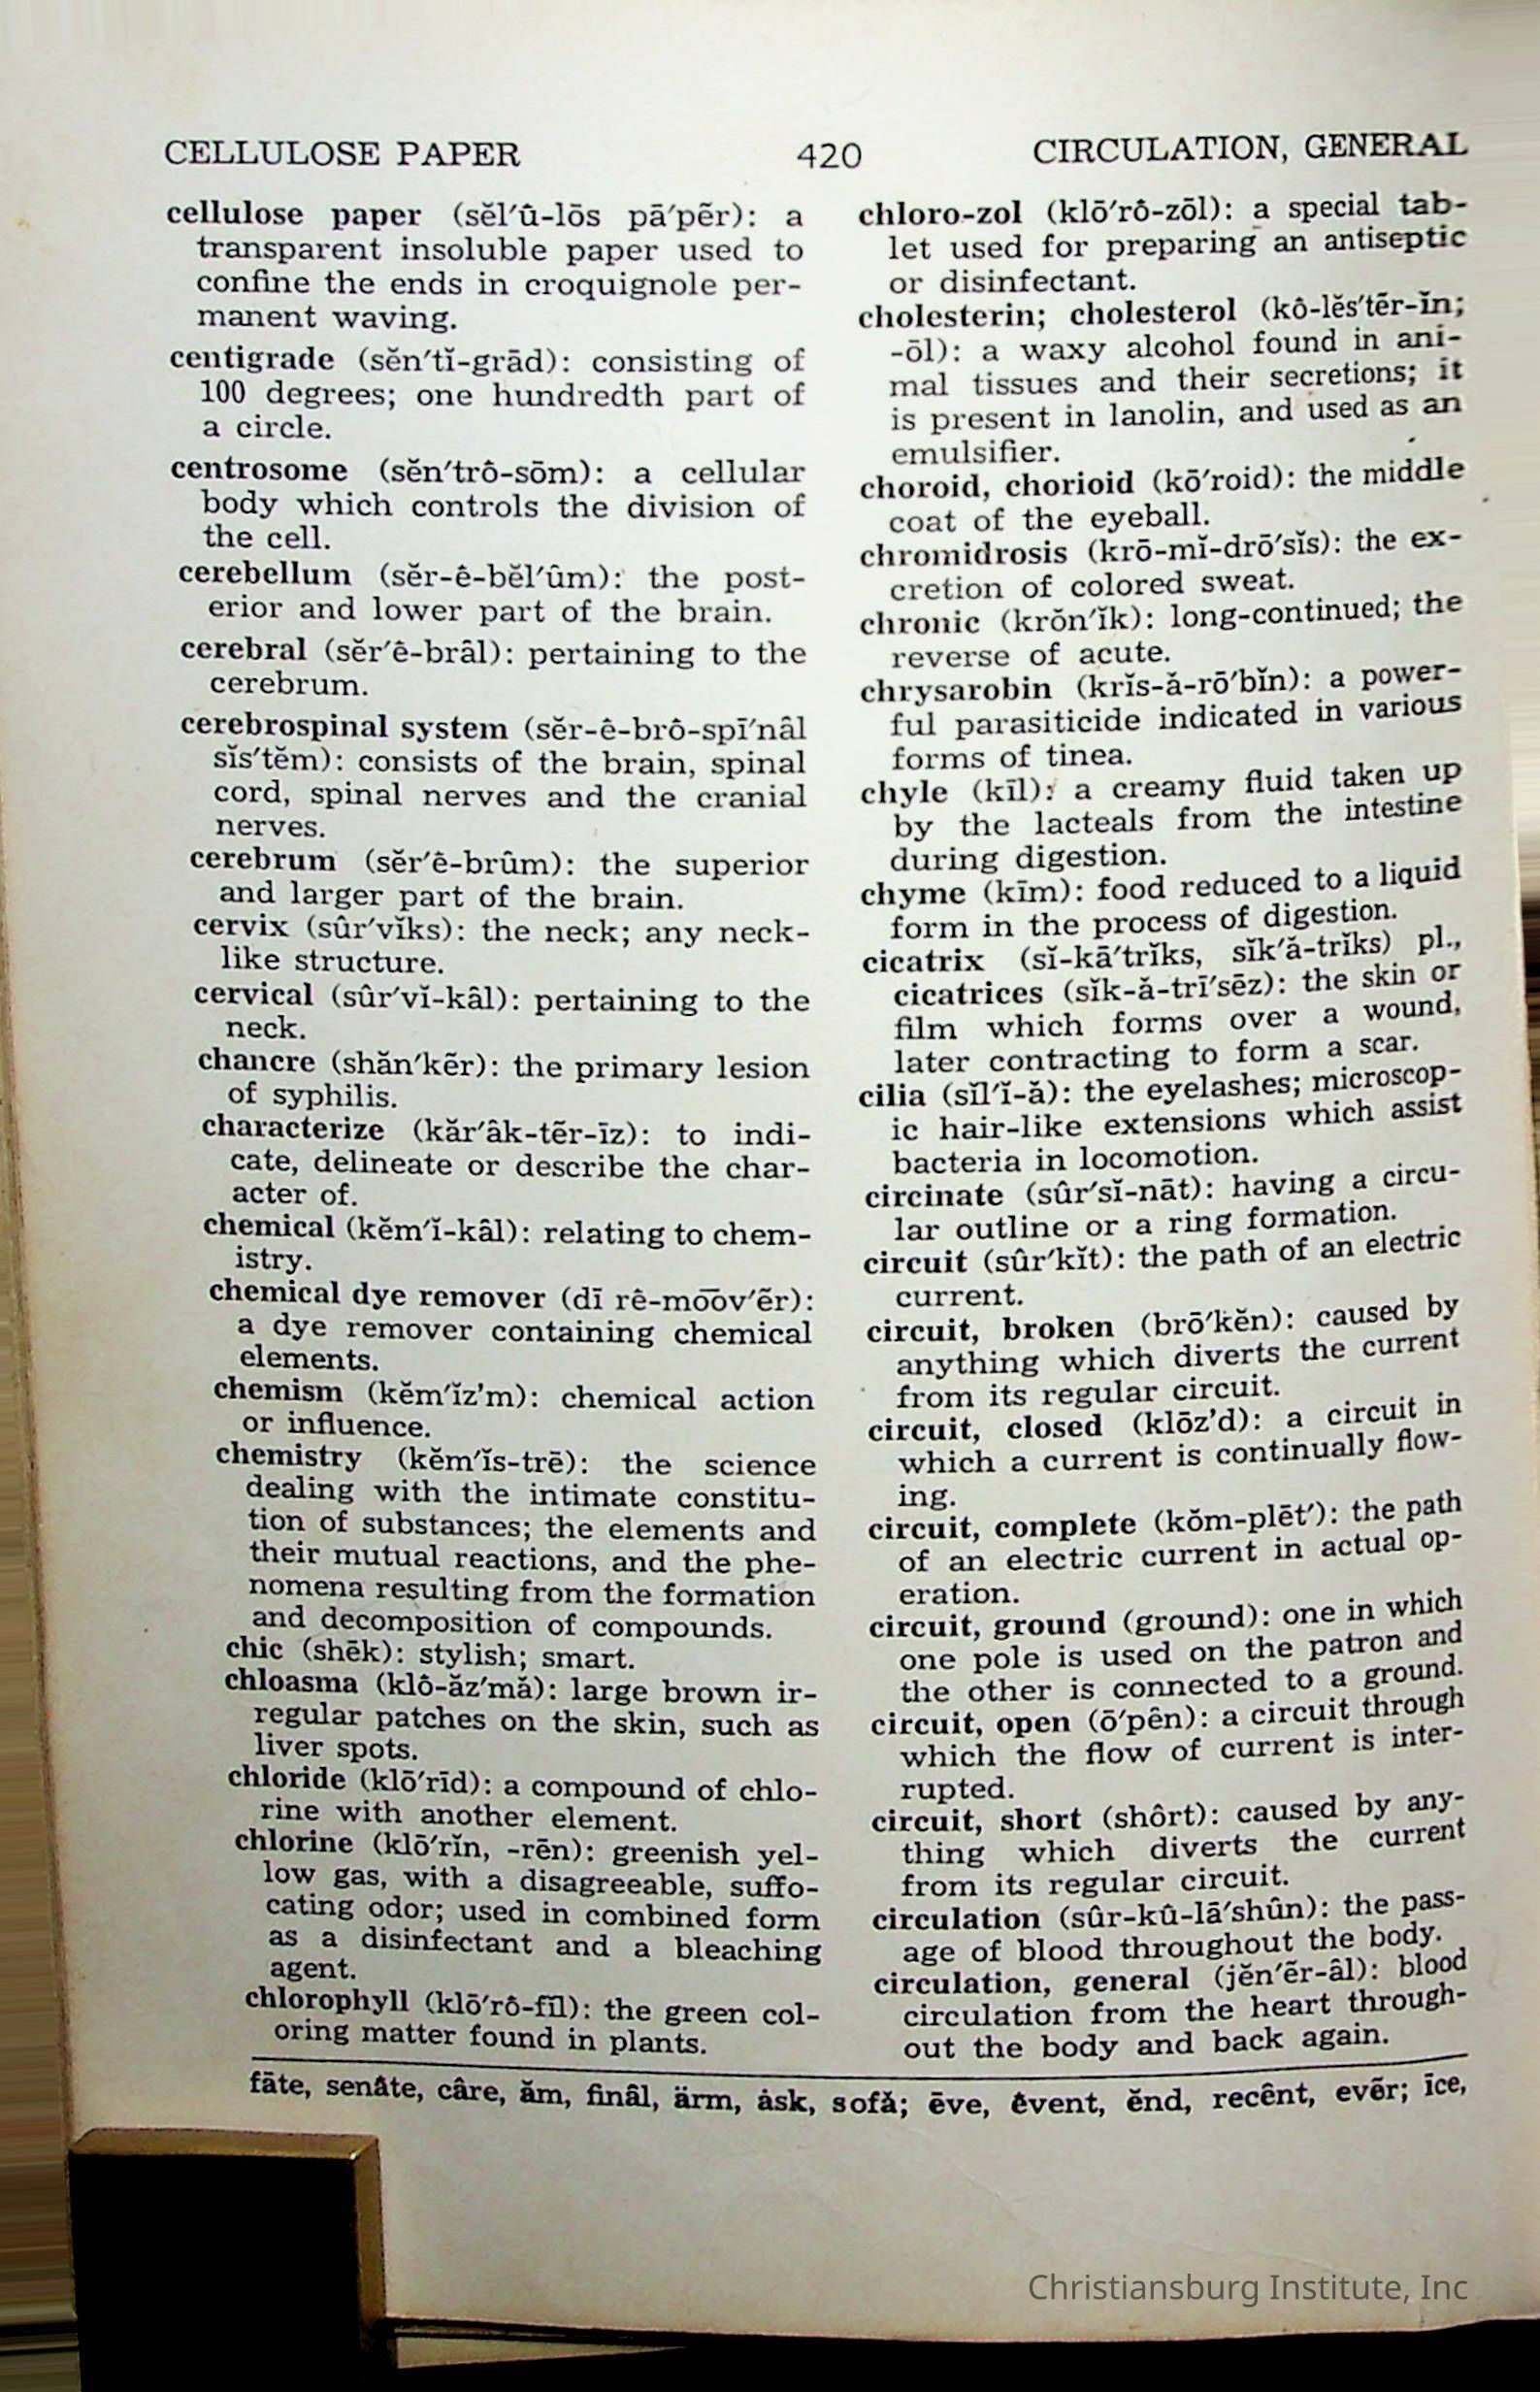 CELLULOSE PAPER 420 CIRCULATION, GENERAL
cellulose paper (sĕl′û-lōs pā′pẽr): a
transparent insoluble paper used to
confine the ends in croquignole per-
manent waving.
centigrade (sĕn′tĭ-grād): consisting of
100 degrees; one hundredth part of
a circle.
centrosome (sĕn′trô-sōm): a cellular
body which controls the division of
the cell.
cerebellum (sĕr-ê-bĕl′ûm): the post-
erior and lower part of the brain.
cerebral (sĕr′ê-brâl): pertaining to the
cerebrum.
cerebrospinal system (sĕr-ê-brô-spī′nâl
sĭs′tĕm): consists of the brain, spinal
cord, spinal nerves and the cranial
nerves.
cerebrum (sĕr′ê-brûm): the superior
and larger part of the brain.
cervix (sûr′vĭks): the neck; any neck-
like structure.
cervical (sûr′vĭ-kâl): pertaining to the
neck.
chancre (shăn′kẽr): the primary lesion
of syphilis.
characterize (kăr′âk-tẽr-īz): to indi-
cate, delineate or describe the char-
acter of.
chemical (kĕm′ĭ-kâl): relating to chem-
istry.
chemical dye remover (dī rê-mo͞ov′ẽr):
a dye remover containing chemical
elements.
chemism (kĕm′ĭz’m): chemical action
or influence.
chemistry (kĕm′ĭs-trē): the science
dealing with the intimate constitu-
tion of substances; the elements and
their mutual reactions, and the phe-
nomena resulting from the formation
and decomposition of compounds.
chic (shēk): stylish; smart.
chloasma (klô-ăz′mă): large brown ir-
regular patches on the skin, such as
liver spots.
chloride (klō′rīd): a compound of chlo-
rine with another element.
chlorine (klō′rĭn, -rēn): greenish yel-
low gas, with a disagreeable, suffo-
cating odor; used in combined form
as a disinfectant and a bleaching
agent.
chlorophyll (klō′rô-fĭl): the green col-
oring matter found in plants.
chloro-zol (klō′rô-zōl): a special tab-
let used for preparing an antiseptic
or disinfectant.
cholesterin; cholesterol (kô-lĕs′tẽr-ĭn;
-ōl): a waxy alcohol found in ani-
mal tissues and their secretions; it
is present in lanolin, and used as an
emulsifier.
choroid, chorioid (kō′roid): the middle
coat of the eyeball.
chromidrosis (krō-mĭ-drō′sĭs): the ex-
cretion of colored sweat.
chronic (krŏn′ĭk): long-continued; the
reverse of acute.
chrysarobin (krĭs-ă-rō′bĭn): a power-
ful parasiticide indicated in various
forms of tinea.
chyle (kīl): a creamy fluid taken up
by the lacteals from the intestine
during digestion.
chyme (kīm): food reduced to a liquid
form in the process of digestion.
cicatrix (sĭ-kā′trĭks, sĭk′ă-trĭks) pl.,
cicatrices (sĭk-ă-trī′sēz): the skin or
film which forms over a wound,
later contracting to form a scar.
cilia (sĭl′ĭ-ă): the eyelashes; microscop-
ic hair-like extensions which assist
bacteria in locomotion.
circinate (sûr′sĭ-nāt): having a circu-
lar outline or a ring formation.
circuit (sûr′kĭt): the path of an electric
current.
circuit, broken (brō′kĕn): caused by
anything which diverts the current
from its regular circuit.
circuit, closed (klōz’d): a circuit in
which a current is continually flow-
ing.
circuit, complete (kŏm-plēt′): the path
of an electric current in actual op-
eration.
circuit, ground (ground): one in which
one pole is used on the patron and
the other is connected to a ground.
circuit, open (ō′pên): a circuit through
which the flow of current is inter-
rupted.
circuit, short (shôrt): caused by any-
thing which diverts the current
from its regular circuit.
circulation (sûr-kû-lā′shûn): the pass-
age of blood throughout the body.
circulation, general (jĕn′ẽr-âl): blood
circulation from the heart through-
out the body and back again.
fāte, senâte, câre, ăm, finâl, ärm, ȧsk, sofă; ēve, êvent, ĕnd, recênt, evẽr; īce,
Christiansburg Institute, Inc